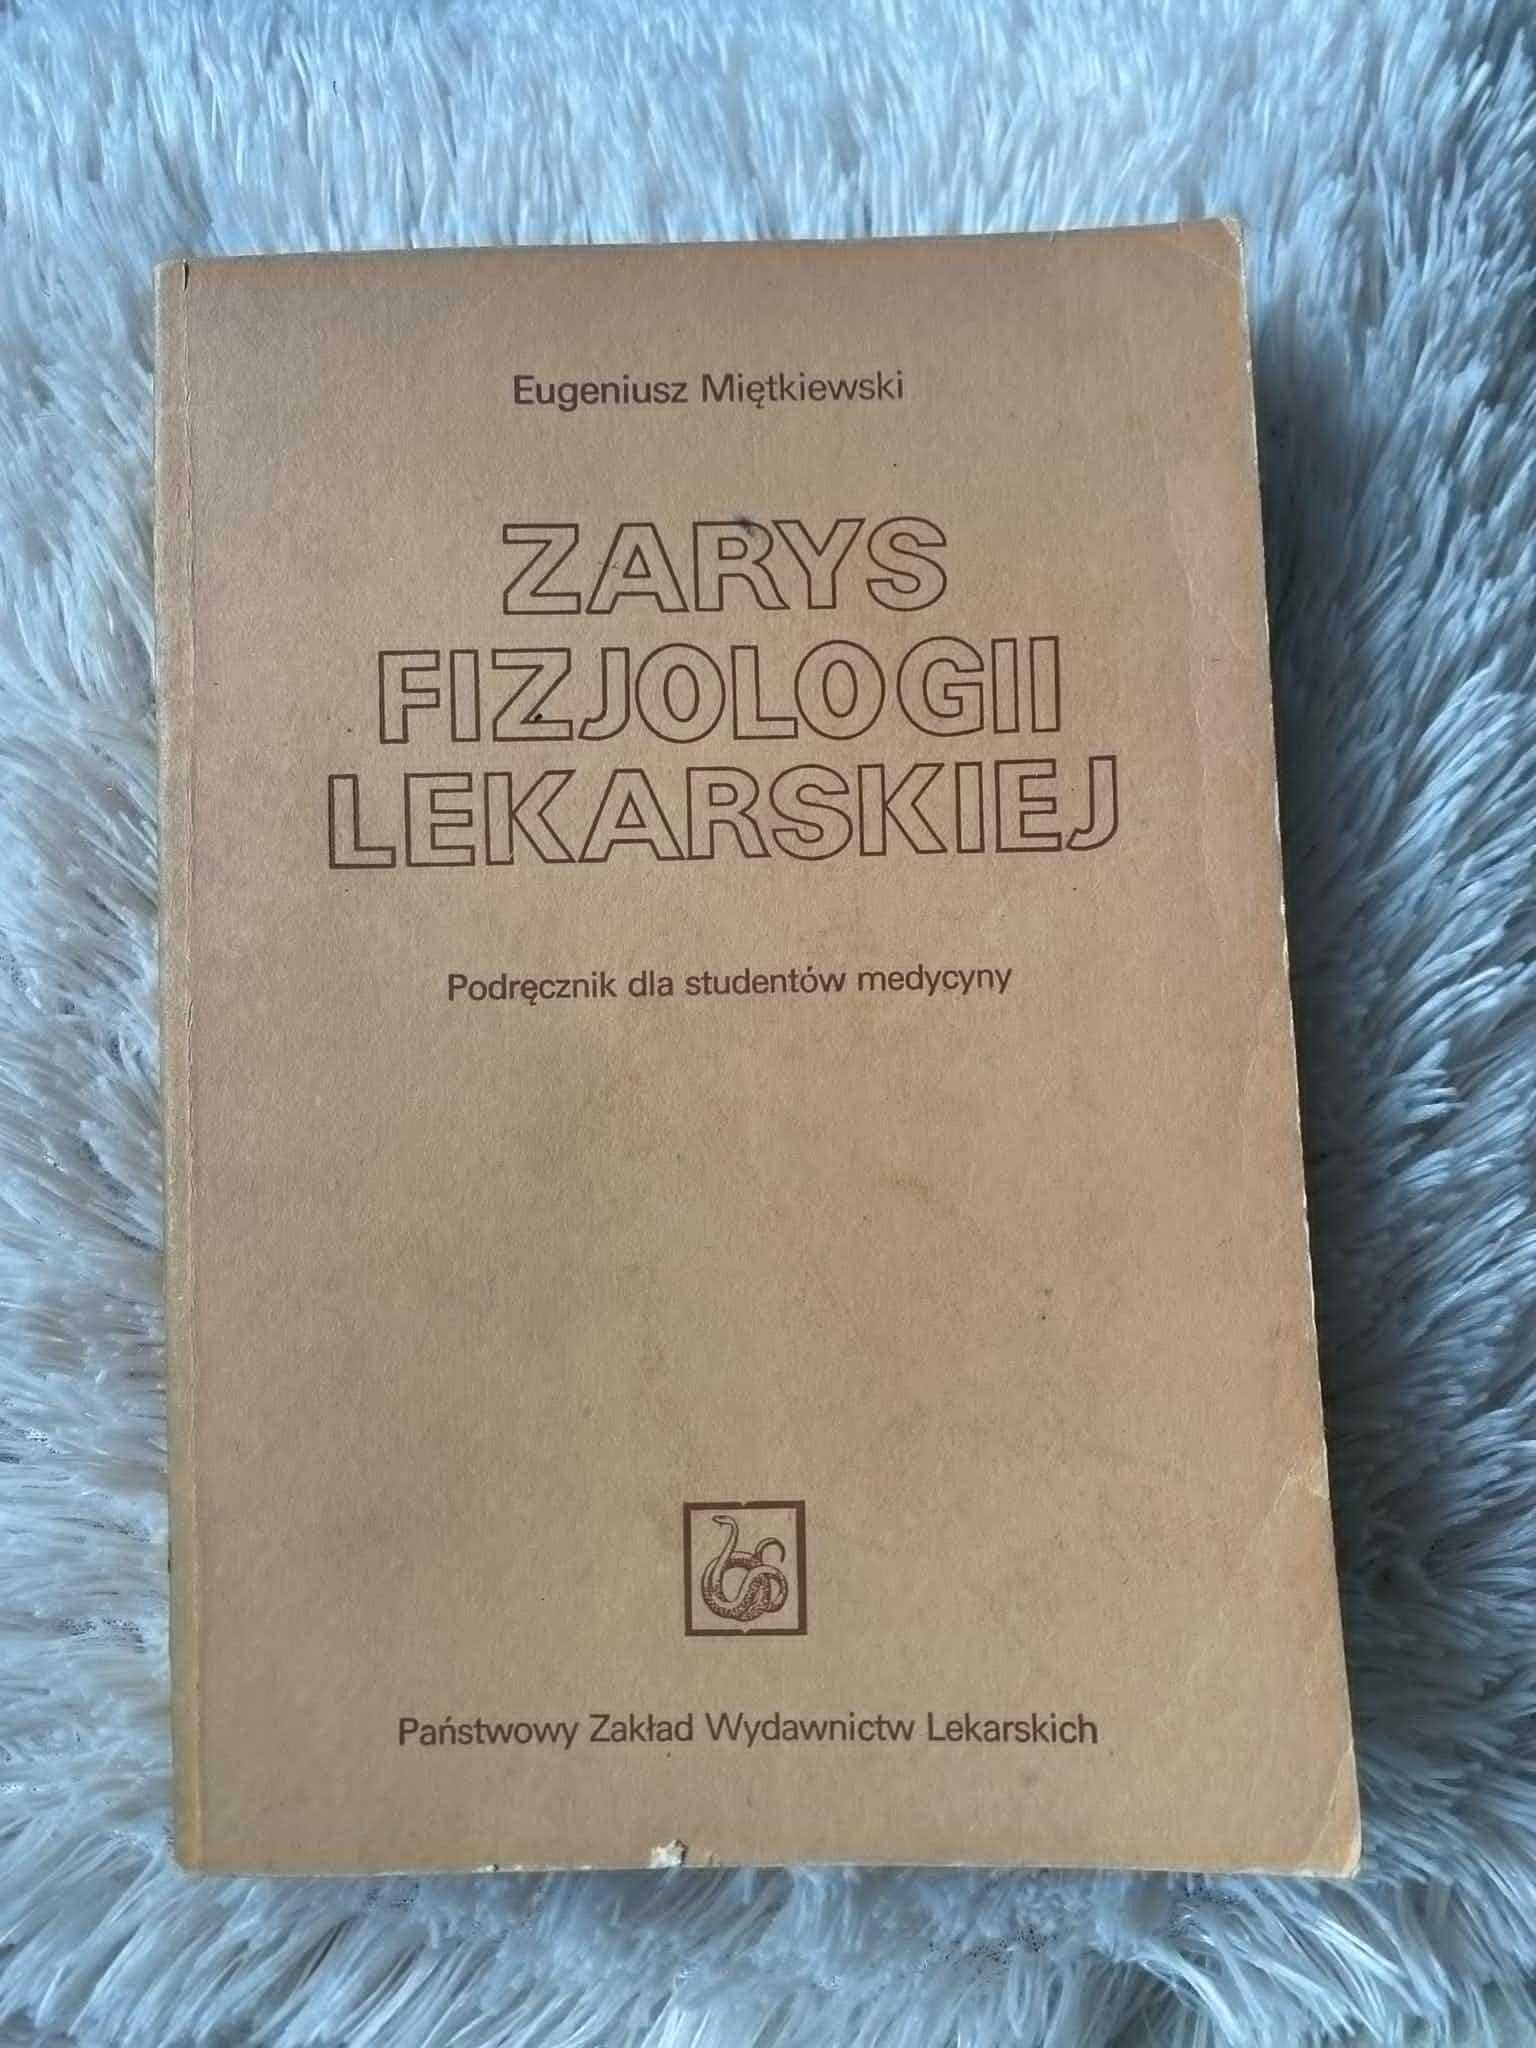 Eugeniusz Miętkiewski
ZARYS
FIZJOLOGII
LEKARSKIEJ
Podręcznik dla studentów medycyny
Państwowy Zakład Wydawnictw Lekarskich